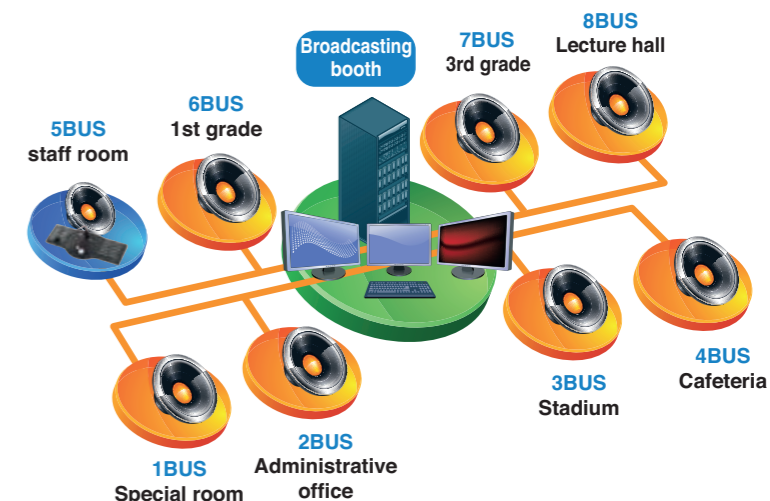 Broadcasting
booth
7BUS
3rd grade
8BUS
Lecture hall
6BUS
1st grade
5BUS
staff room
4BUS
Cafeteria
3BUS
Stadium
2BUS
Administrative
office
1BUS
Special room